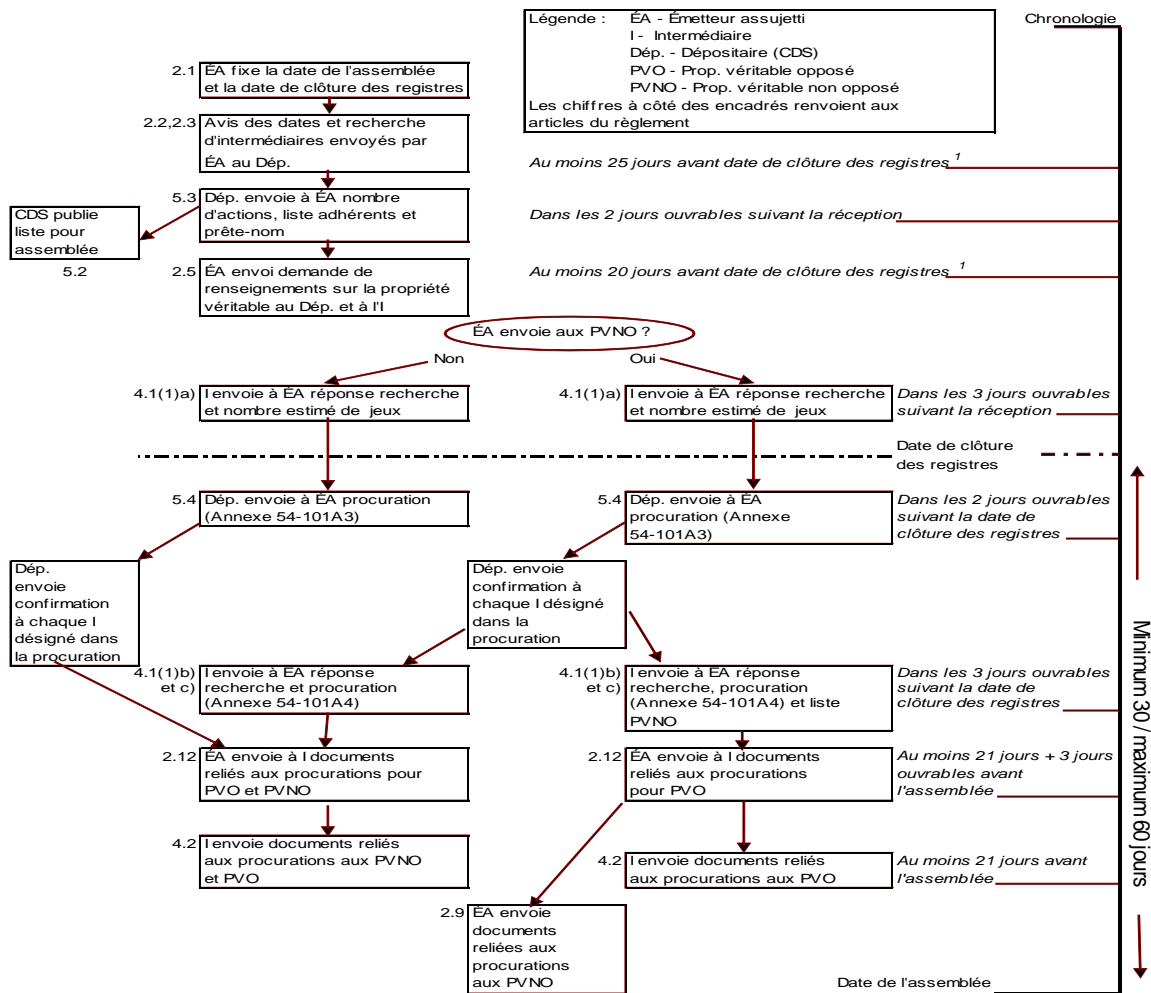 Légende : ÉA - Émetteur assujetti
I - Intermédiaire
Dép. - Dépositaire (CDS)
PVO - Prop. véritable opposé
PVNO - Prop. véritable non opposé
Les chiffres à côté des encadrés renvoient aux
articles du règlement
Chronologie
2.1 ÉA fixe la date de l'assemblée
et la date de clôture des registres
2.2,2.3 Avis des dates et recherche
d'intermédiaires envoyés par
ÉA au Dép.
Au moins 25 jours avant date de clôture des registres 1
5.3 Dép. envoie à ÉA nombre
d'actions, liste adhérents et
prête-nom
Dans les 2 jours ouvrables suivant la réception
CDS publie
liste pour
assemblée
5.2
2.5 ÉA envoi demande de
renseignements sur la propriété
véritable au Dép. et à l'I
Au moins 20 jours avant date de clôture des registres 1
ÉA envoie aux PVNO ?
Non
Oui
4.1(1)a) I envoie à ÉA réponse recherche
et nombre estimé de jeux
4.1(1)a) I envoie à ÉA réponse recherche
et nombre estimé de jeux
Dans les 3 jours ouvrables
suivant la réception
Date de clôture
des registres
5.4 Dép. envoie à ÉA procuration
(Annexe 54-101A3)
5.4 Dép. envoie à ÉA
procuration (Annexe
54-101A3)
Dans les 2 jours ouvrables
suivant la date de
clôture des registres
Dép.
envoie
confirmation
à chaque I
désigné dans
la procuration
Dép. envoie
confirmation à
chaque I désigné
dans la
procuration
4.1(1)b) et c) I envoie à ÉA réponse
recherche et procuration
(Annexe 54-101A4)
4.1(1)b) et c) I envoie à ÉA réponse
recherche, procuration
(Annexe 54-101A4) et liste
PVNO
Dans les 3 jours ouvrables
suivant la date de
clôture des registres
2.12 ÉA envoie à I documents
reliés aux procurations pour
PVO et PVNO
2.12 ÉA envoie à I documents
reliés aux procurations
pour PVO
Au moins 21 jours + 3 jours
ouvrables avant
l'assemblée
4.2 I envoie documents reliés
aux procurations aux PVNO
et PVO
4.2 I envoie documents reliés
aux procurations aux PVO
Au moins 21 jours avant
l'assemblée
2.9 ÉA envoie
documents
reliées aux
procurations
aux PVNO
Date de l'assemblée
Minimum 30 / maximum 60 jours